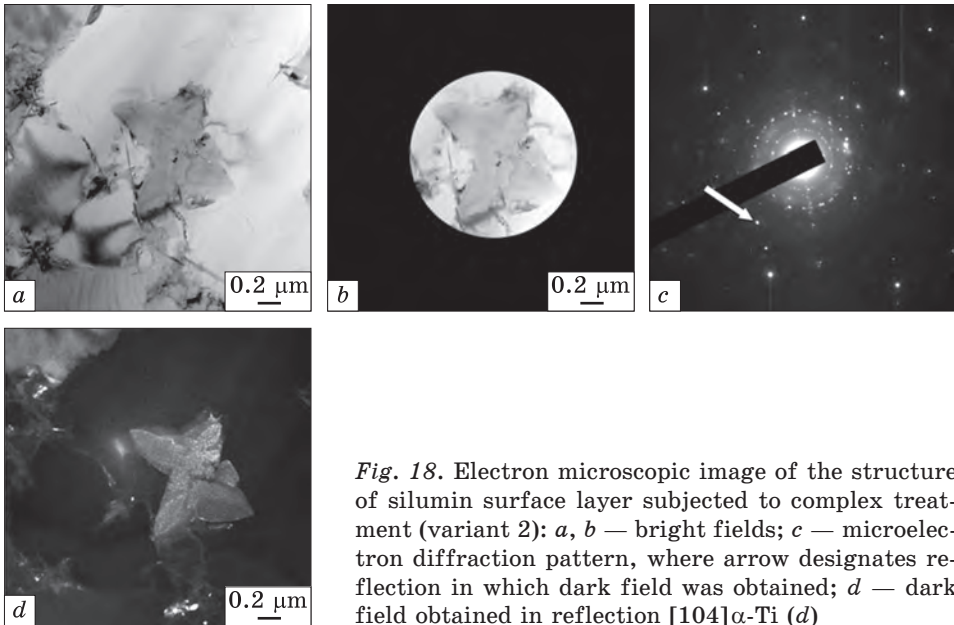 a
0.2 μm
b
0.2 μm
c
d
0.2 μm
Fig. 18. Electron microscopic image of the structure
of silumin surface layer subjected to complex treat-
ment (variant 2): a, b — bright fields; c — microelec-
tron diffraction pattern, where arrow designates re-
flection in which dark field was obtained; d — dark
field obtained in reflection [104]α-Ti (d)